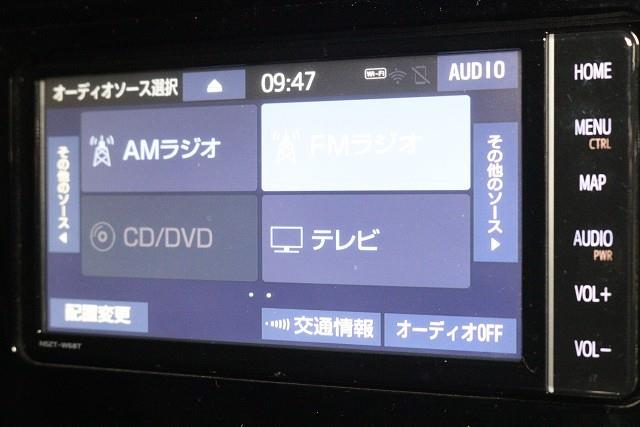 オーディオソース選択
09:47
Wi-Fi
AUDIO
その他のソース
AMラジオ
FMラジオ
その他のソース
CD/DVD
テレビ
配置変更
交通情報
オーディオOFF
NSZT-W68T
HOME
MENU
CTRL
MAP
AUDIO
PWR
VOL+
VOL−